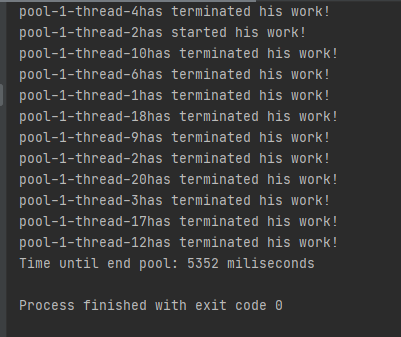 pool-1-thread-4has terminated his work!
pool-1-thread-2has started his work!
pool-1-thread-10has terminated his work!
pool-1-thread-6has terminated his work!
pool-1-thread-1has terminated his work!
pool-1-thread-18has terminated his work!
pool-1-thread-9has terminated his work!
pool-1-thread-2has terminated his work!
pool-1-thread-20has terminated his work!
pool-1-thread-3has terminated his work!
pool-1-thread-17has terminated his work!
pool-1-thread-12has terminated his work!
Time until end pool: 5352 miliseconds
Process finished with exit code 0